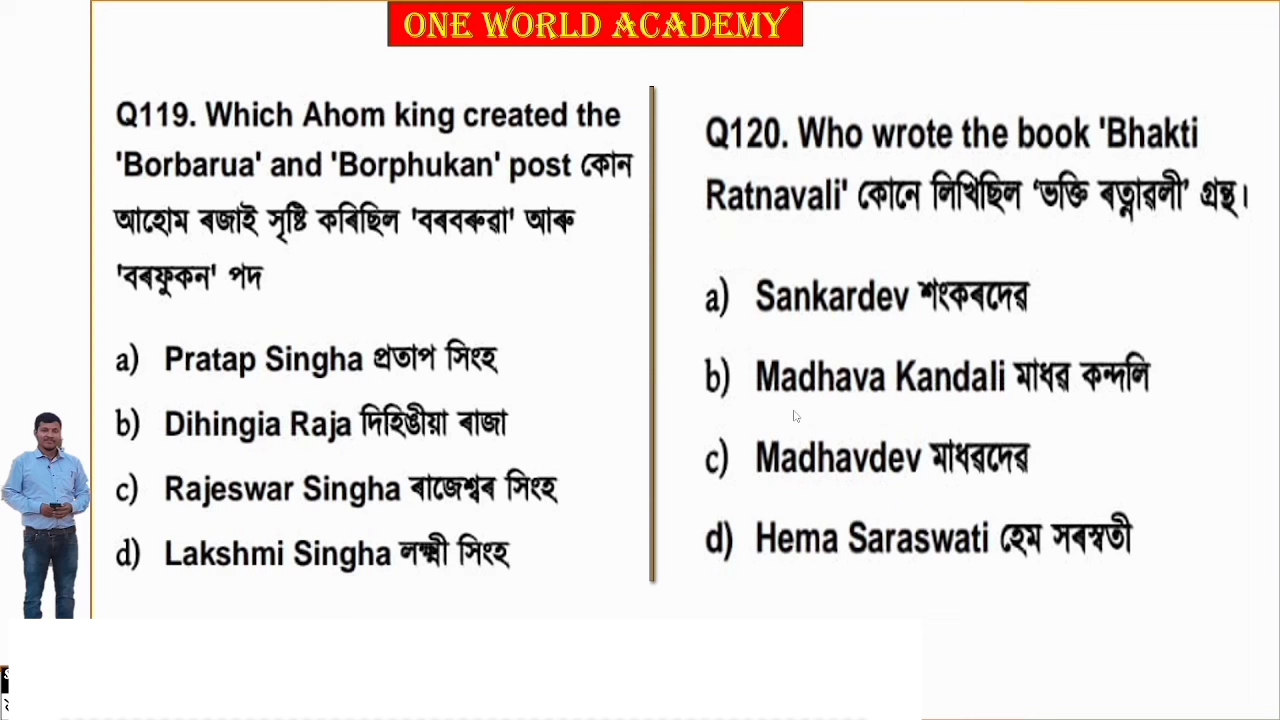 ONE WORLD ACADEMY
Q119. Which Ahom king created the
'Borbarua' and 'Borphukan' post কোন
আহোম ৰজাই সৃষ্টি কৰিছিল 'বৰবৰুৱা' আৰু
'বৰফুকন' পদ
a) Pratap Singha প্ৰতাপ সিংহ
b) Dihingia Raja দিহিঙীয়া ৰাজা
c) Rajeswar Singha ৰাজেশ্বৰ সিংহ
d) Lakshmi Singha লক্ষ্মী সিংহ
Q120. Who wrote the book 'Bhakti
Ratnavali' কোনে লিখিছিল ‘ভক্তি ৰত্নাৱলী’ গ্ৰন্থ।
a) Sankardev শংকৰদেৱ
b) Madhava Kandali মাধৱ কন্দলি
c) Madhavdev মাধৱদেৱ
d) Hema Saraswati হেম সৰস্বতী